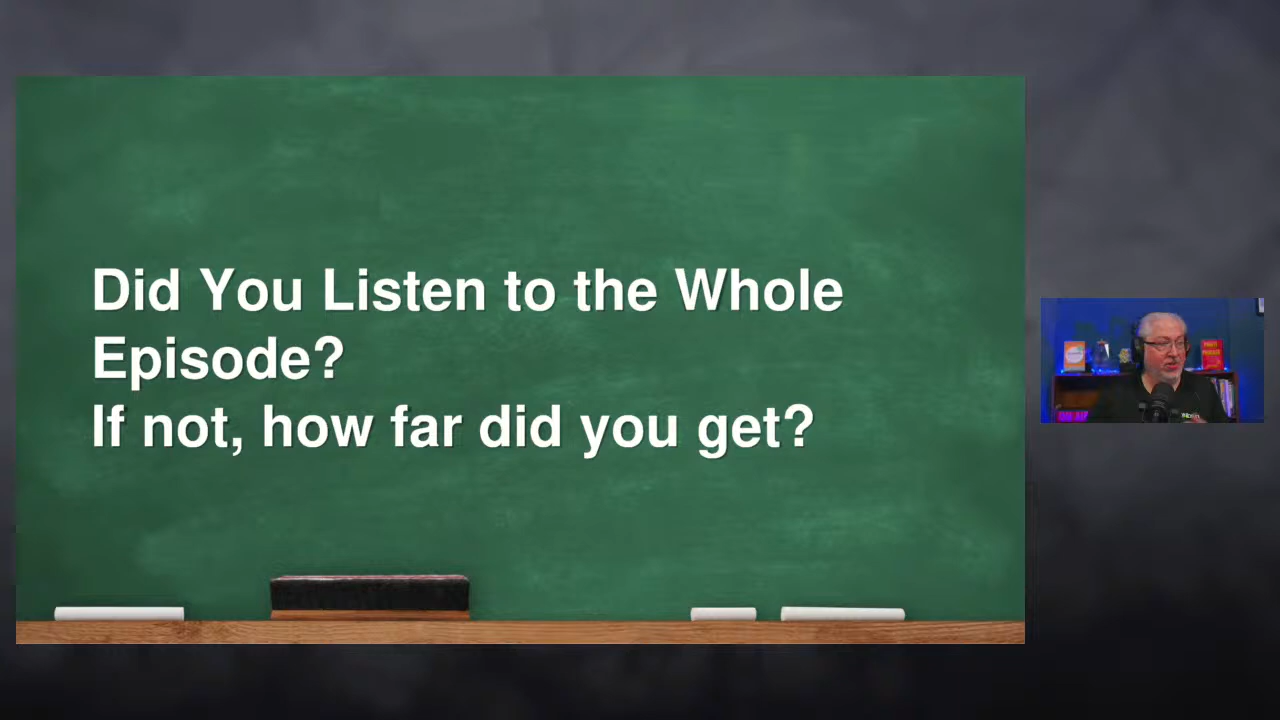 Did You Listen to the Whole
Episode?
If not, how far did you get?